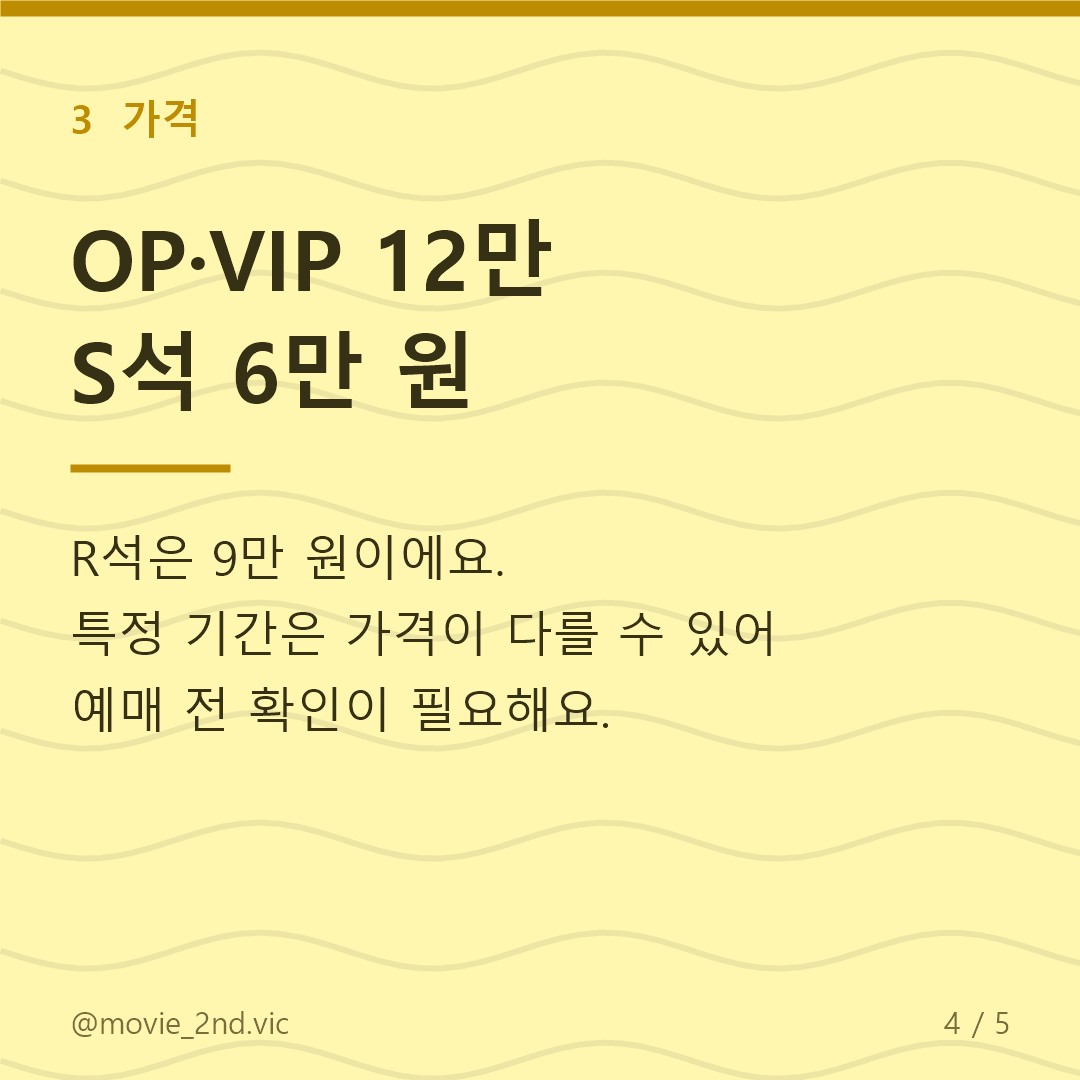 3 가격
OP·VIP 12만
S석 6만 원
R석은 9만 원이에요.
특정 기간은 가격이 다를 수 있어
예매 전 확인이 필요해요.
@movie_2nd.vic
4 / 5